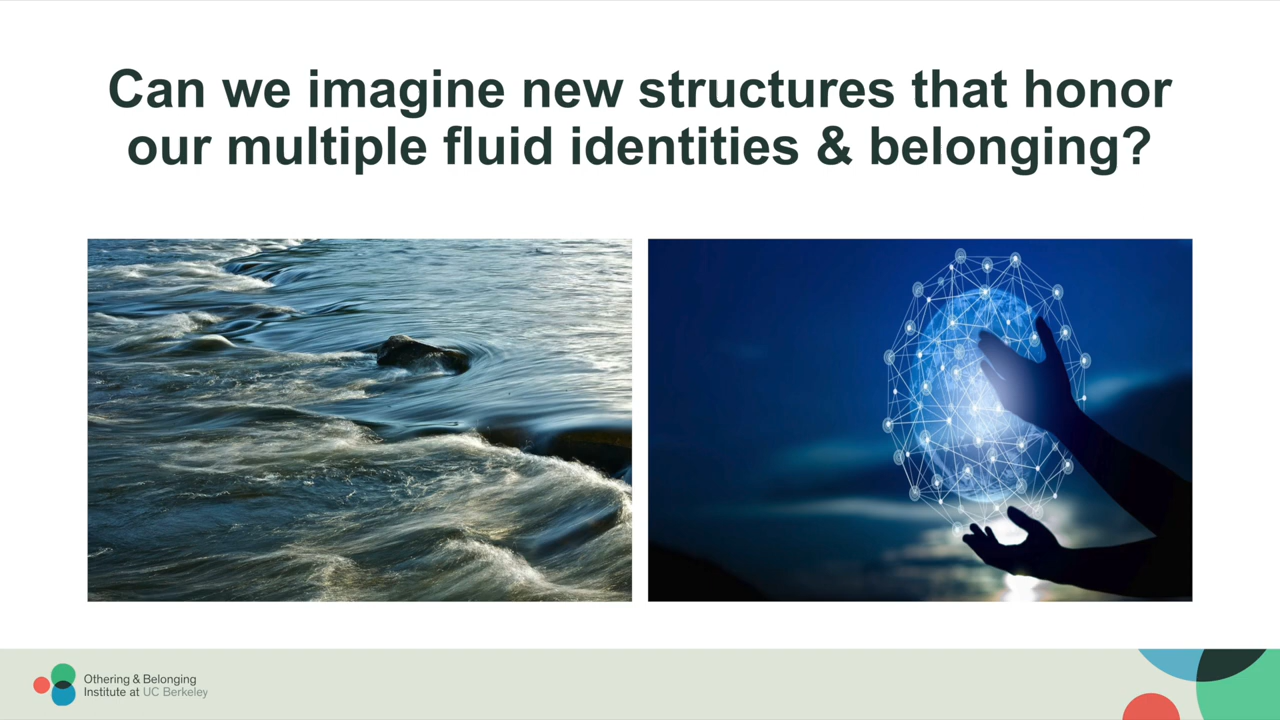 Can we imagine new structures that honor
our multiple fluid identities & belonging?
Othering & Belonging
Institute at UC Berkeley